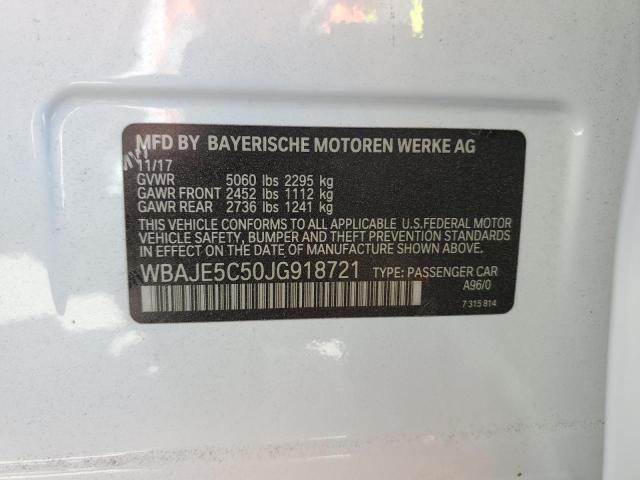 MFD BY BAYERISCHE MOTOREN WERKE AG
11/17
GVWR 5060 lbs 2295 kg
GAWR FRONT 2452 lbs 1112 kg
GAWR REAR 2736 lbs 1241 kg
THIS VEHICLE CONFORMS TO ALL APPLICABLE U.S.FEDERAL MOTOR
VEHICLE SAFETY, BUMPER AND THEFT PREVENTION STANDARDS
IN EFFECT ON THE DATE OF MANUFACTURE SHOWN ABOVE.
WBAJE5C50JG918721 TYPE: PASSENGER CAR
A96/0
7 315 814